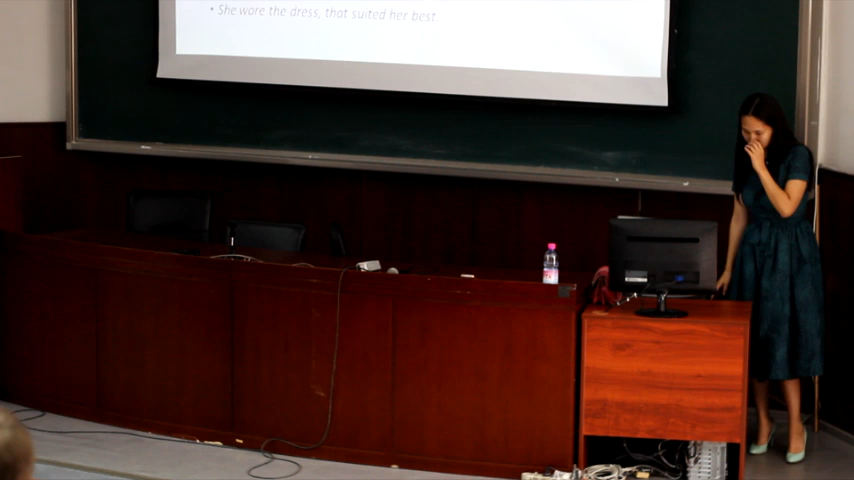 • She wore the dress, that suited her best.